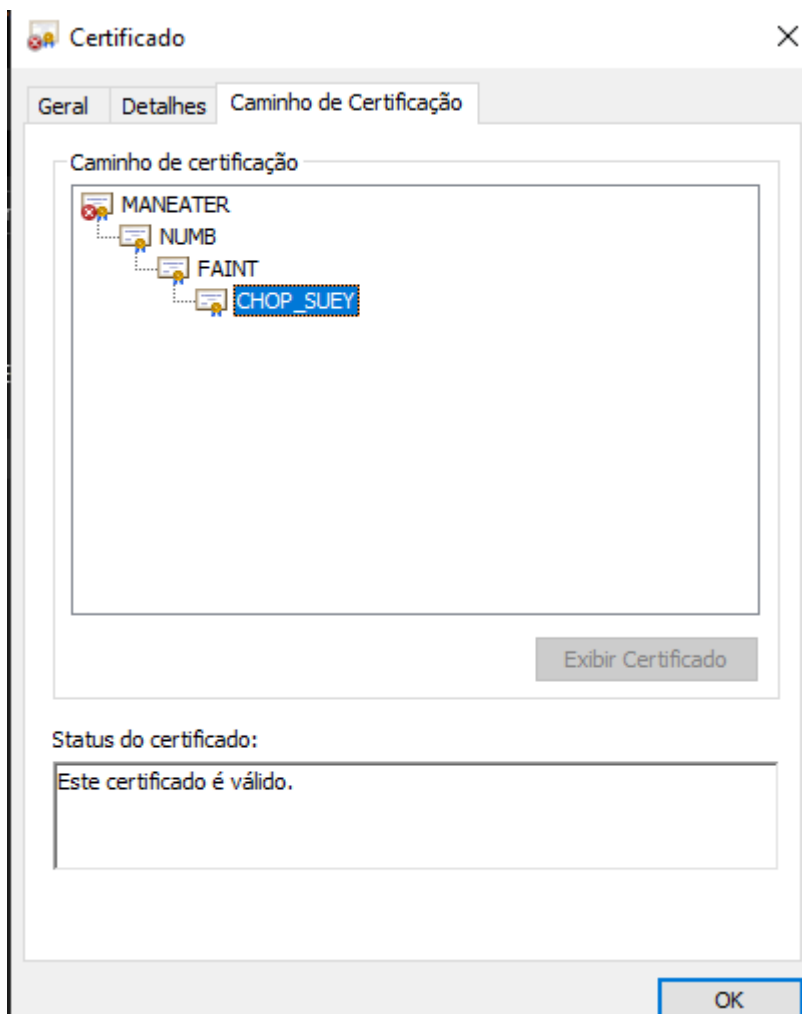 Certificado
Geral Detalhes Caminho de Certificação
Caminho de certificação
MANEATER
NUMB
FAINT
CHOP_SUEY
Exibir Certificado
Status do certificado:
Este certificado é válido.
OK